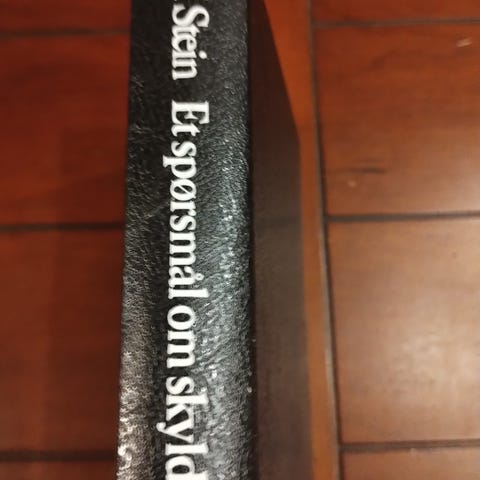 .Stein Et spørsmål om skyld